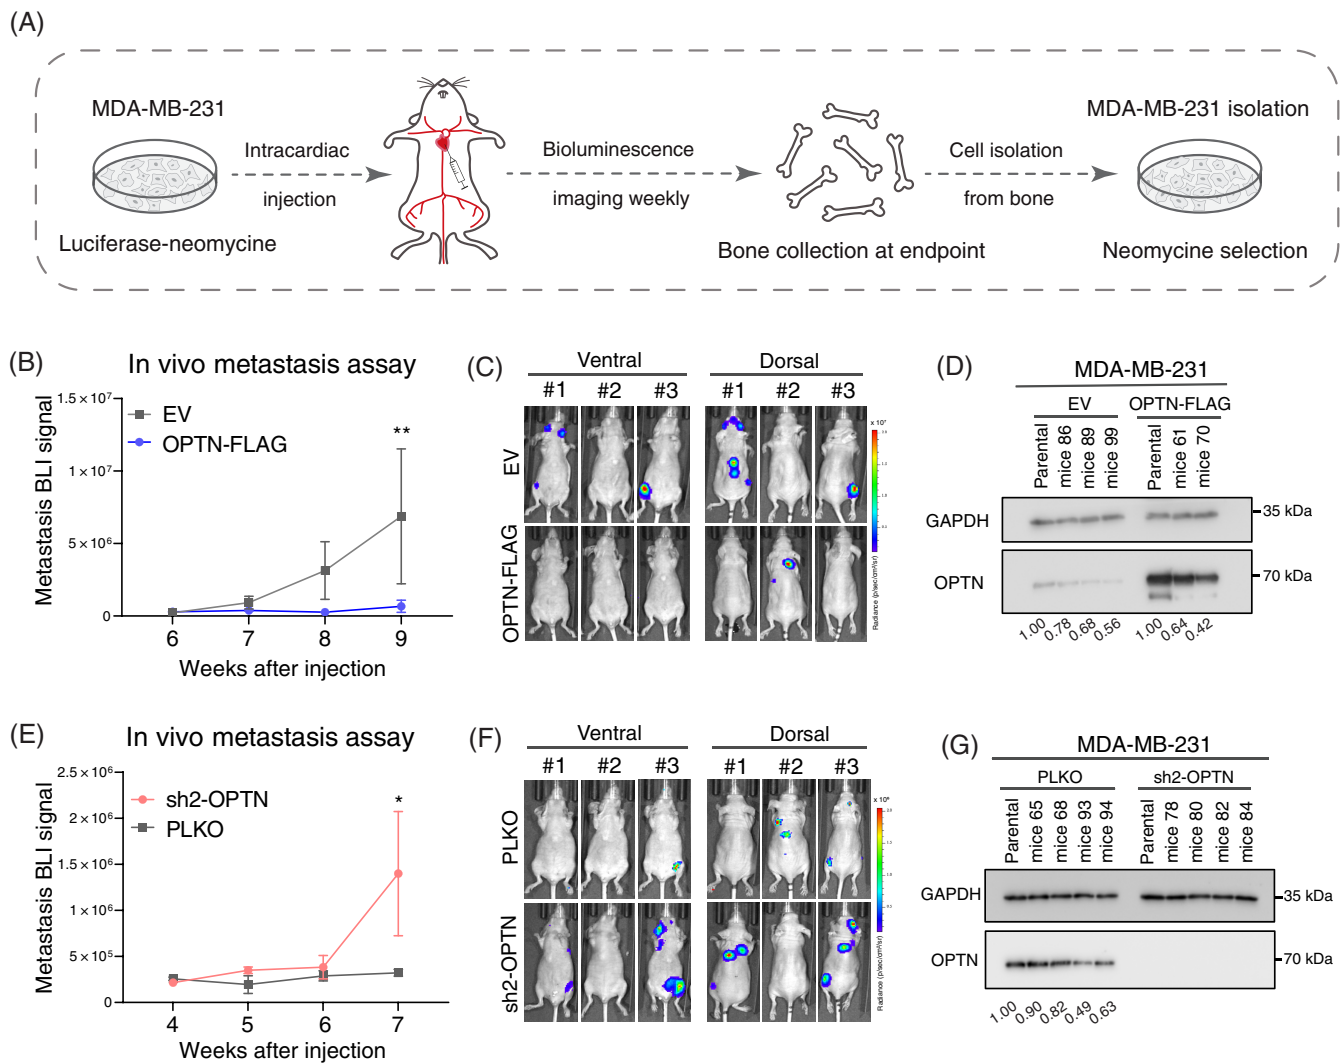 (A)
MDA-MB-231
Luciferase-neomycine
Intracardiac
injection
Bioluminescence
imaging weekly
Bone collection at endpoint
Cell isolation
from bone
MDA-MB-231 isolation
Neomycine selection
(B)
In vivo metastasis assay
Metastasis BLI signal
1.5×10⁷
1×10⁷
5×10⁶
0
EV
OPTN-FLAG
**
6 7 8 9
Weeks after injection
(C)
Ventral Dorsal
#1 #2 #3 #1 #2 #3
EV
OPTN-FLAG
Radiance (p/sec/cm²/sr)
(D)
MDA-MB-231
EV OPTN-FLAG
Parental
mice 86
mice 89
mice 99
Parental
mice 61
mice 70
GAPDH
35 kDa
OPTN
70 kDa
1.00 0.78 0.68 0.56 1.00 0.64 0.42
(E)
In vivo metastasis assay
Metastasis BLI signal
2.5×10⁶
2×10⁶
1.5×10⁶
1×10⁶
5×10⁵
0
sh2-OPTN
PLKO
*
4 5 6 7
Weeks after injection
(F)
Ventral Dorsal
#1 #2 #3 #1 #2 #3
PLKO
sh2-OPTN
Radiance (p/sec/cm²/sr)
(G)
MDA-MB-231
PLKO sh2-OPTN
Parental
mice 65
mice 68
mice 93
mice 94
Parental
mice 78
mice 80
mice 82
mice 84
GAPDH
35 kDa
OPTN
70 kDa
1.00 0.90 0.82 0.49 0.63